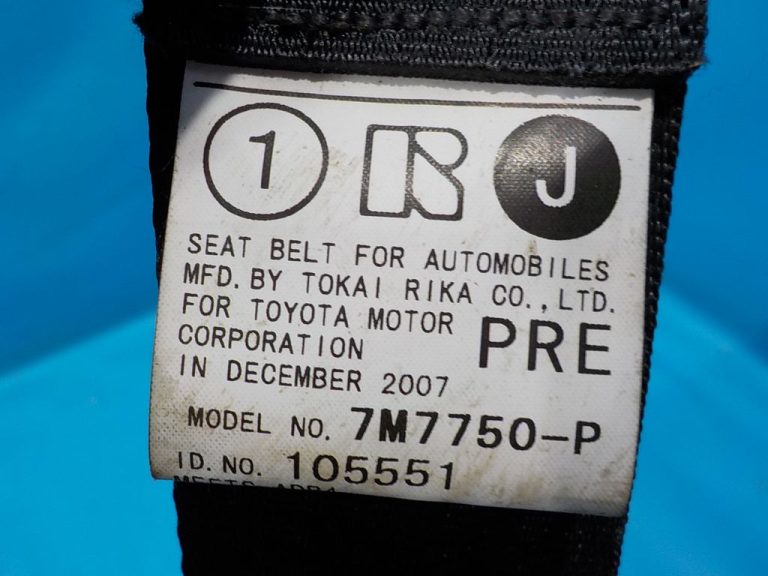 1 R J
SEAT BELT FOR AUTOMOBILES
MFD. BY TOKAI RIKA CO., LTD.
FOR TOYOTA MOTOR
CORPORATION PRE
IN DECEMBER 2007
MODEL NO. 7M7750-P
ID. NO. 105551